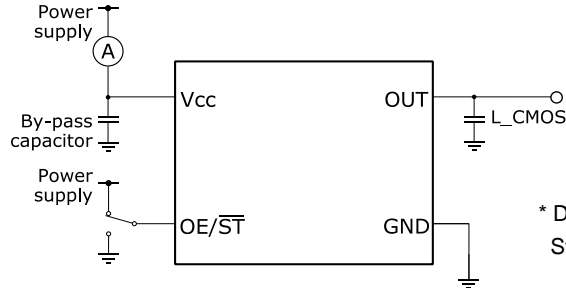 Power
supply
A
Vcc
OUT
By-pass
capacitor
L_CMOS
Power
supply
OE/ST
GND
* D